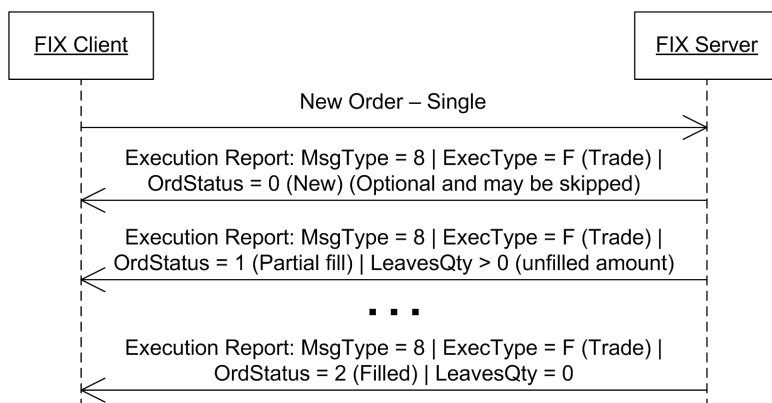 FIX Client
FIX Server
New Order – Single
Execution Report: MsgType = 8 | ExecType = F (Trade) |
OrdStatus = 0 (New) (Optional and may be skipped)
Execution Report: MsgType = 8 | ExecType = F (Trade) |
OrdStatus = 1 (Partial fill) | LeavesQty > 0 (unfilled amount)
...
Execution Report: MsgType = 8 | ExecType = F (Trade) |
OrdStatus = 2 (Filled) | LeavesQty = 0